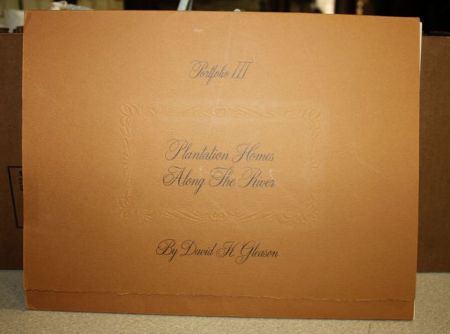 Portfolio III
Plantation Homes
Along The River
By David K. Gleason